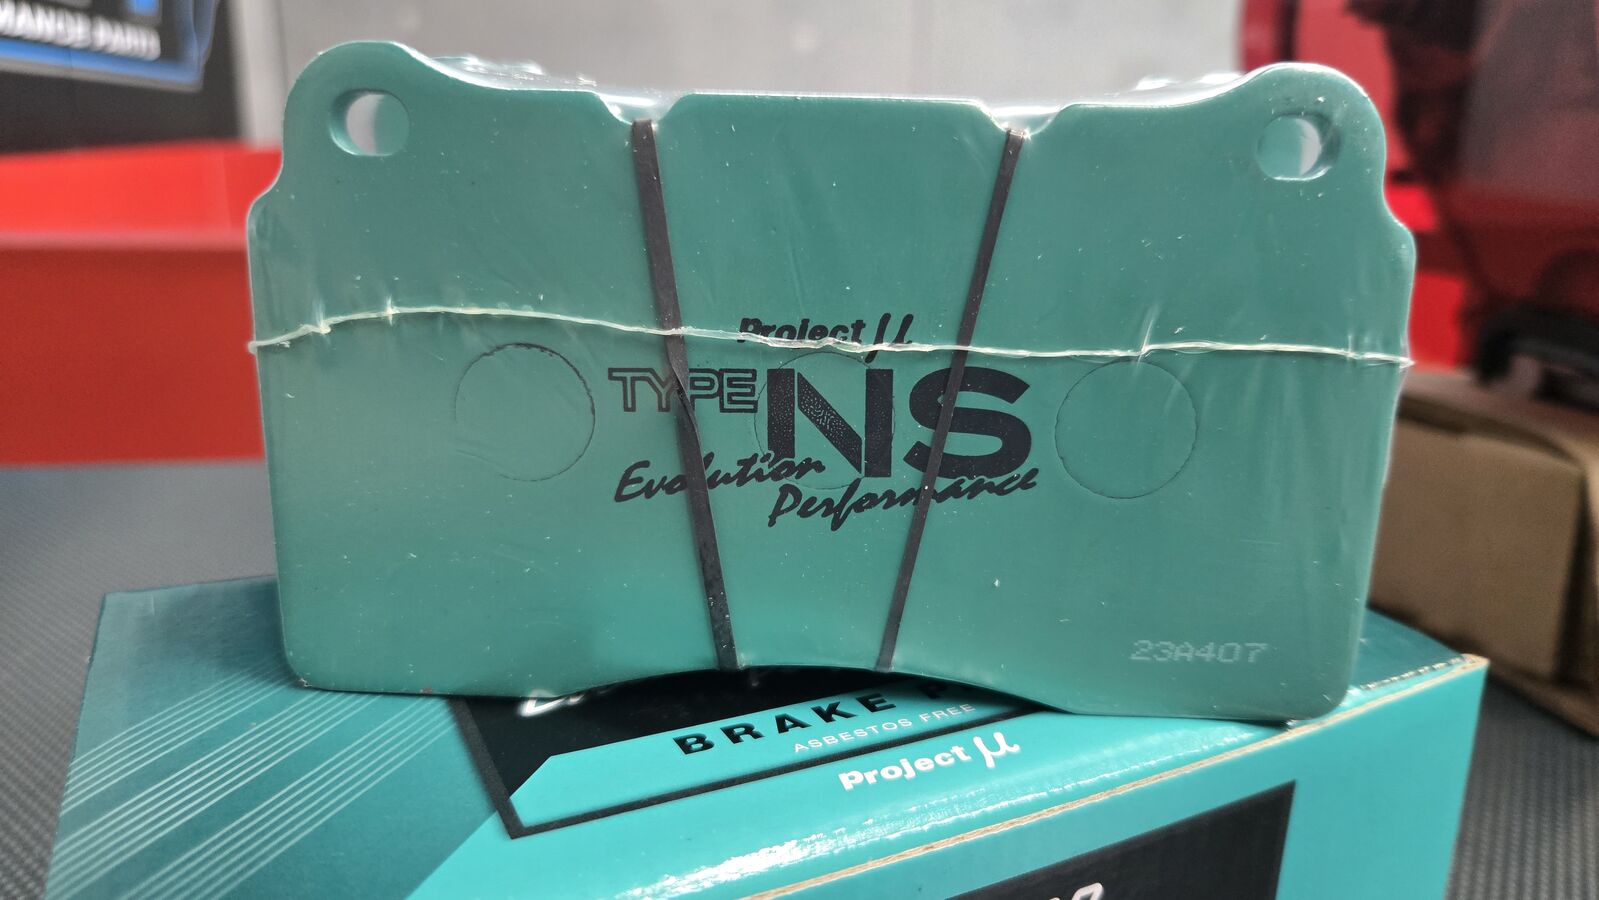 Project μ
TYPE NS
Evolution
Performance
23A407
BRAKE
ASBESTOS FREE
Project μ